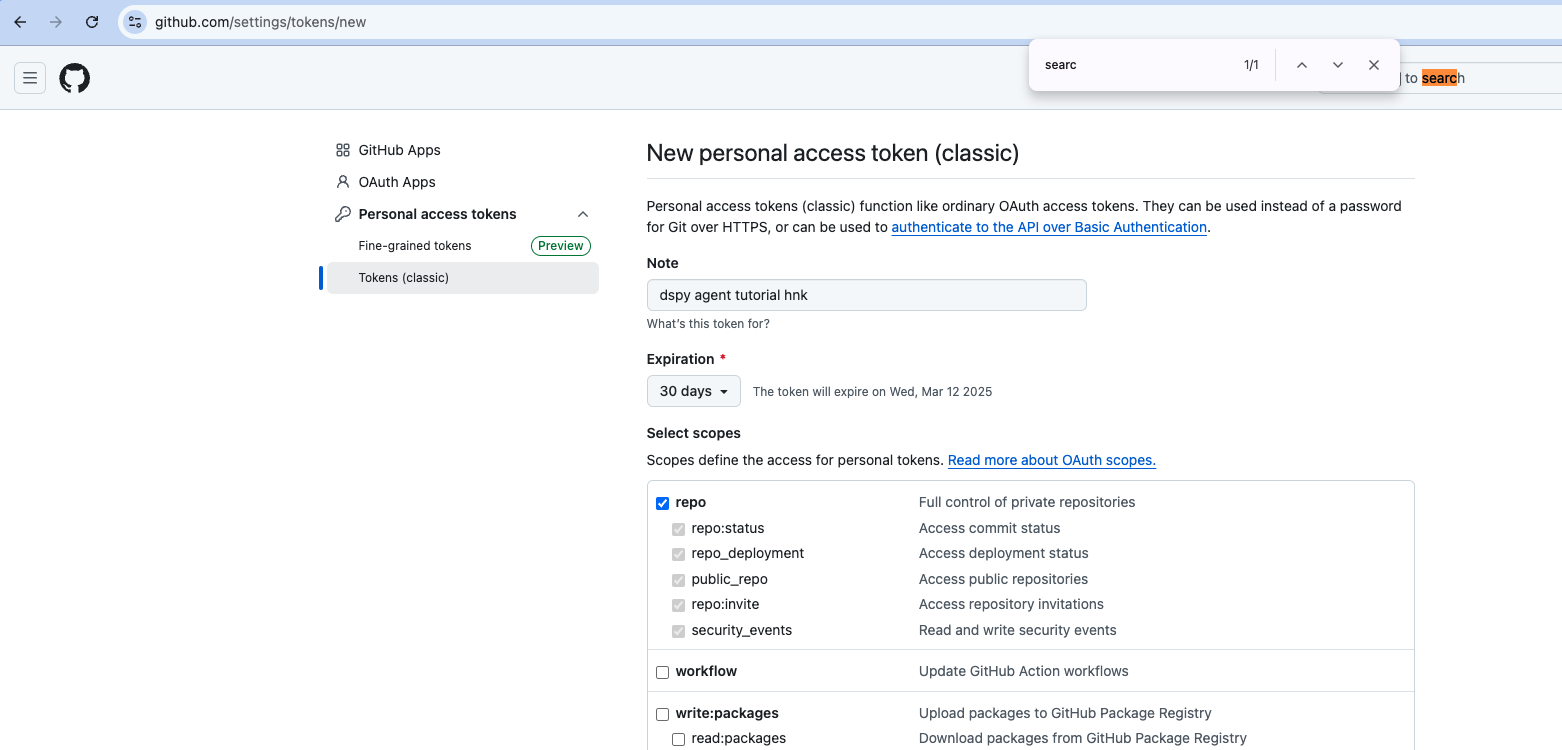 github.com/settings/tokens/new
searc 1/1
to search
GitHub Apps
OAuth Apps
Personal access tokens
Fine-grained tokens Preview
Tokens (classic)
New personal access token (classic)
Personal access tokens (classic) function like ordinary OAuth access tokens. They can be used instead of a password
for Git over HTTPS, or can be used to authenticate to the API over Basic Authentication.
Note
dspy agent tutorial hnk
What's this token for?
Expiration *
30 days The token will expire on Wed, Mar 12 2025
Select scopes
Scopes define the access for personal tokens. Read more about OAuth scopes.
repo Full control of private repositories
repo:status Access commit status
repo_deployment Access deployment status
public_repo Access public repositories
repo:invite Access repository invitations
security_events Read and write security events
workflow Update GitHub Action workflows
write:packages Upload packages to GitHub Package Registry
read:packages Download packages from GitHub Package Registry